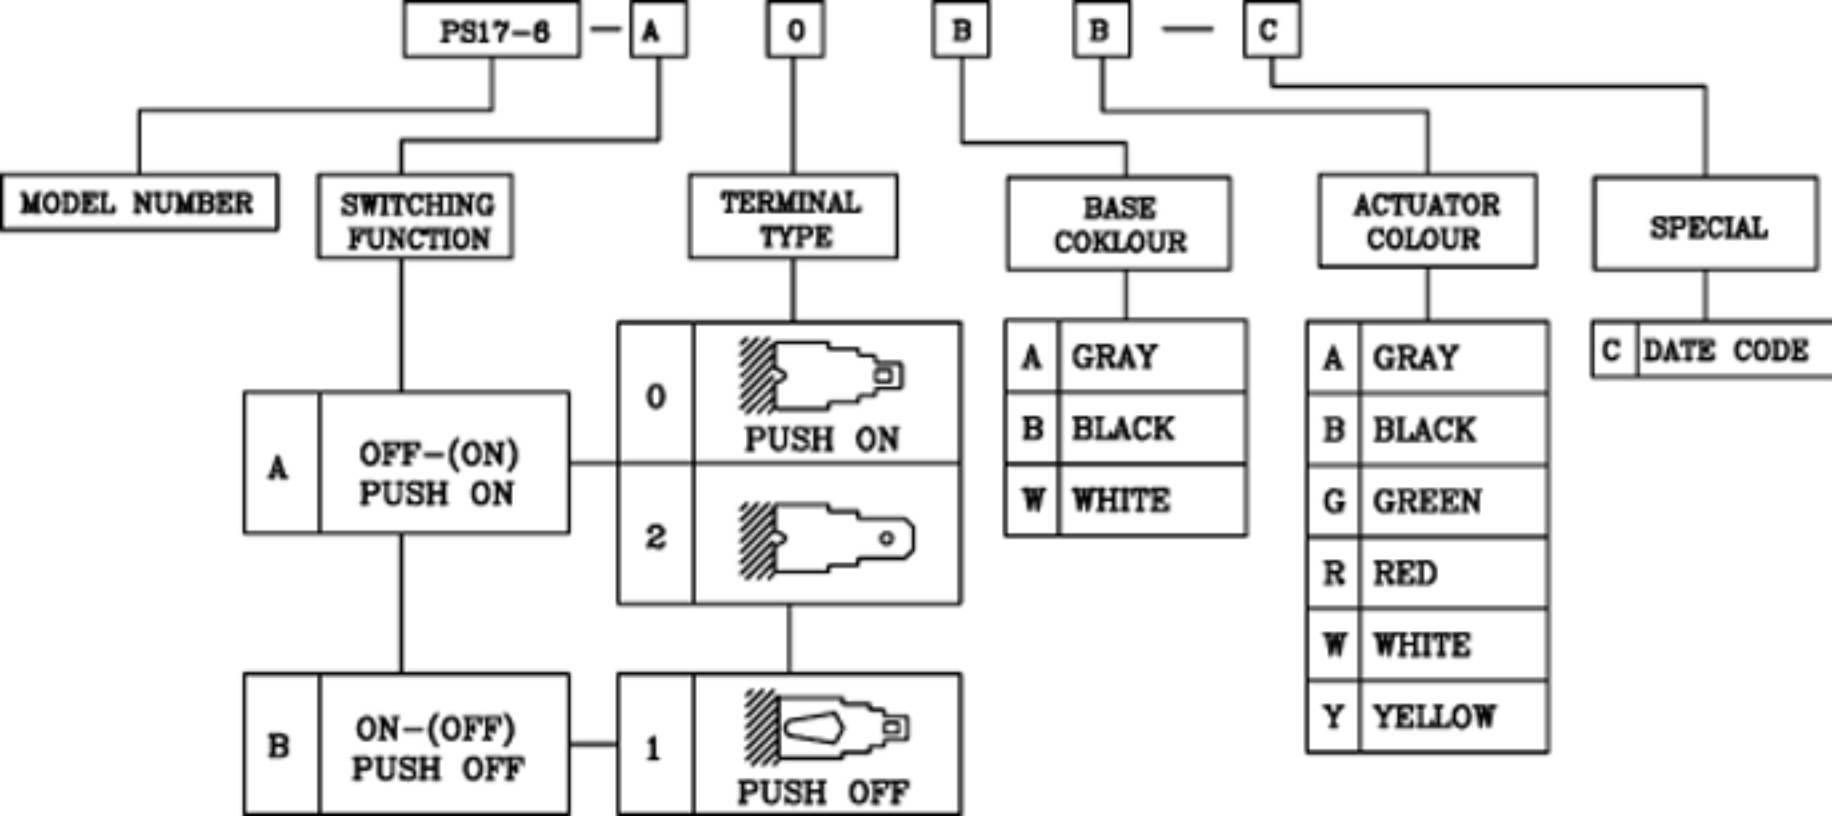 PS17-6 — A 0 B B — C
MODEL NUMBER
SWITCHING
FUNCTION
TERMINAL
TYPE
BASE
COKLOUR
ACTUATOR
COLOUR
SPECIAL
A
OFF-(ON)
PUSH ON
B
ON-(OFF)
PUSH OFF
0
PUSH ON
2
1
PUSH OFF
A GRAY
B BLACK
W WHITE
A GRAY
B BLACK
G GREEN
R RED
W WHITE
Y YELLOW
C DATE CODE